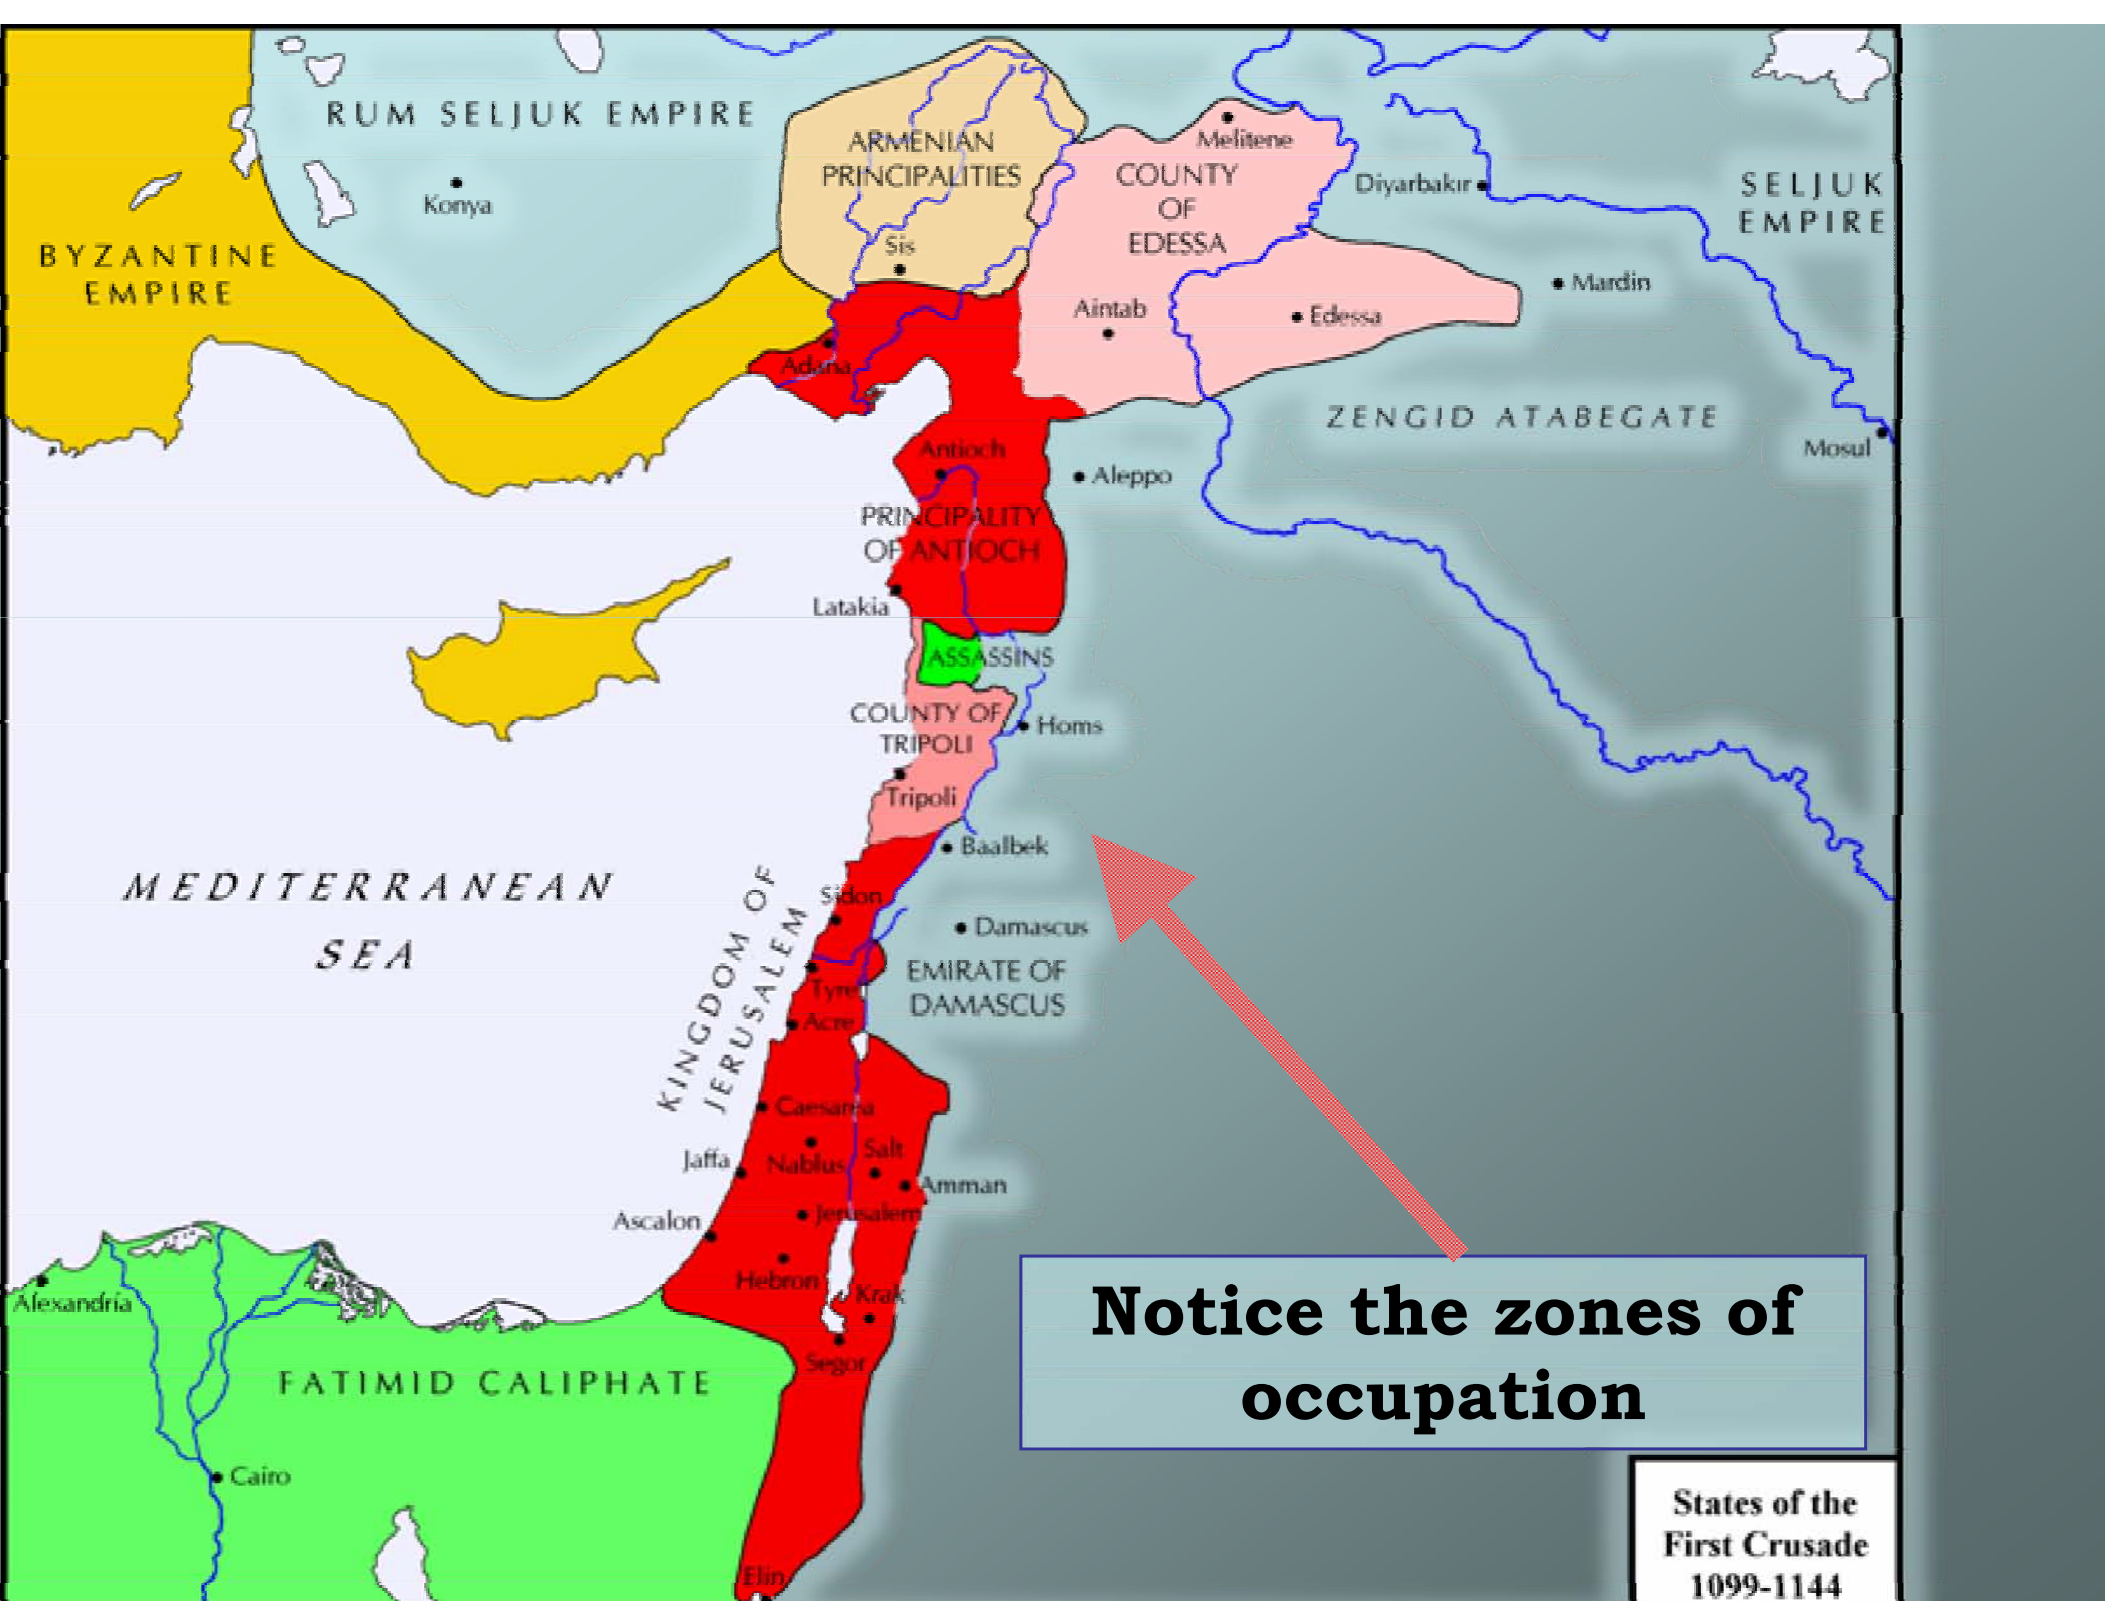 RUM SELJUK EMPIRE
Konya
BYZANTINE
EMPIRE
ARMENIAN
PRINCIPALITIES
Sis
Melitene
COUNTY
OF
EDESSA
Diyarbakır
SELJUK
EMPIRE
Mardin
Aintab
Edessa
Adana
ZENGID ATABEGATE
Mosul
Antioch
Aleppo
PRINCIPALITY
OF ANTIOCH
Latakia
ASSASSINS
COUNTY OF
TRIPOLI
Homs
Tripoli
Baalbek
MEDITERRANEAN
SEA
KINGDOM OF
JERUSALEM
Sidon
Damascus
EMIRATE OF
DAMASCUS
Tyre
Acre
Caesarea
Jaffa
Nablus
Salt
Amman
Ascalon
Jerusalem
Hebron
Krak
Segor
Alexandria
FATIMID CALIPHATE
Cairo
Elin
Notice the zones of
occupation
States of the
First Crusade
1099-1144